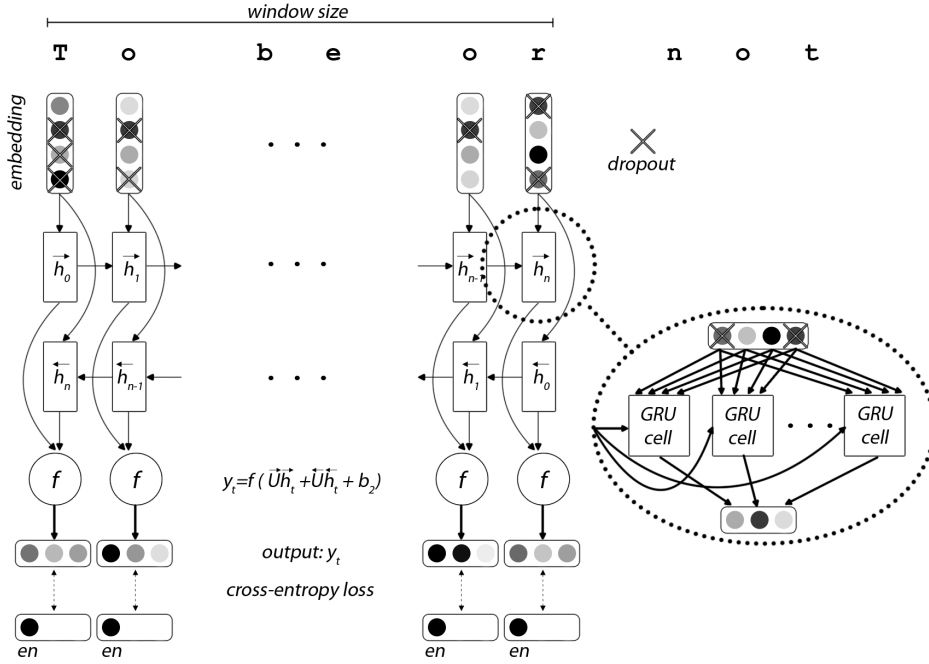 window size
T o b e o r n o t
embedding
dropout
h₀ h₁ hₙ₋₁ hₙ
hₙ hₙ₋₁ h₁ h₀
GRU cell GRU cell GRU cell
f f yₜ=f ( Uhₜ +Uhₜ + b₂) f f
output: yₜ
cross-entropy loss
en en en en